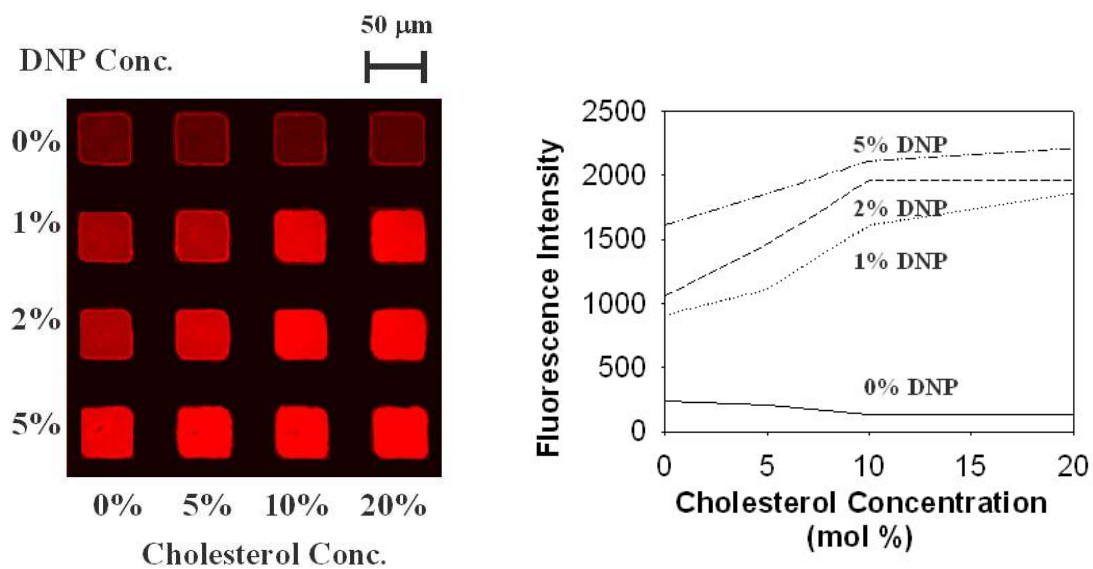 50 µm
DNP Conc.
0%
1%
2%
5%
0% 5% 10% 20%
Cholesterol Conc.
2500
2000
1500
1000
500
0
Fluorescence Intensity
5% DNP
2% DNP
1% DNP
0% DNP
0 5 10 15 20
Cholesterol Concentration
(mol %)